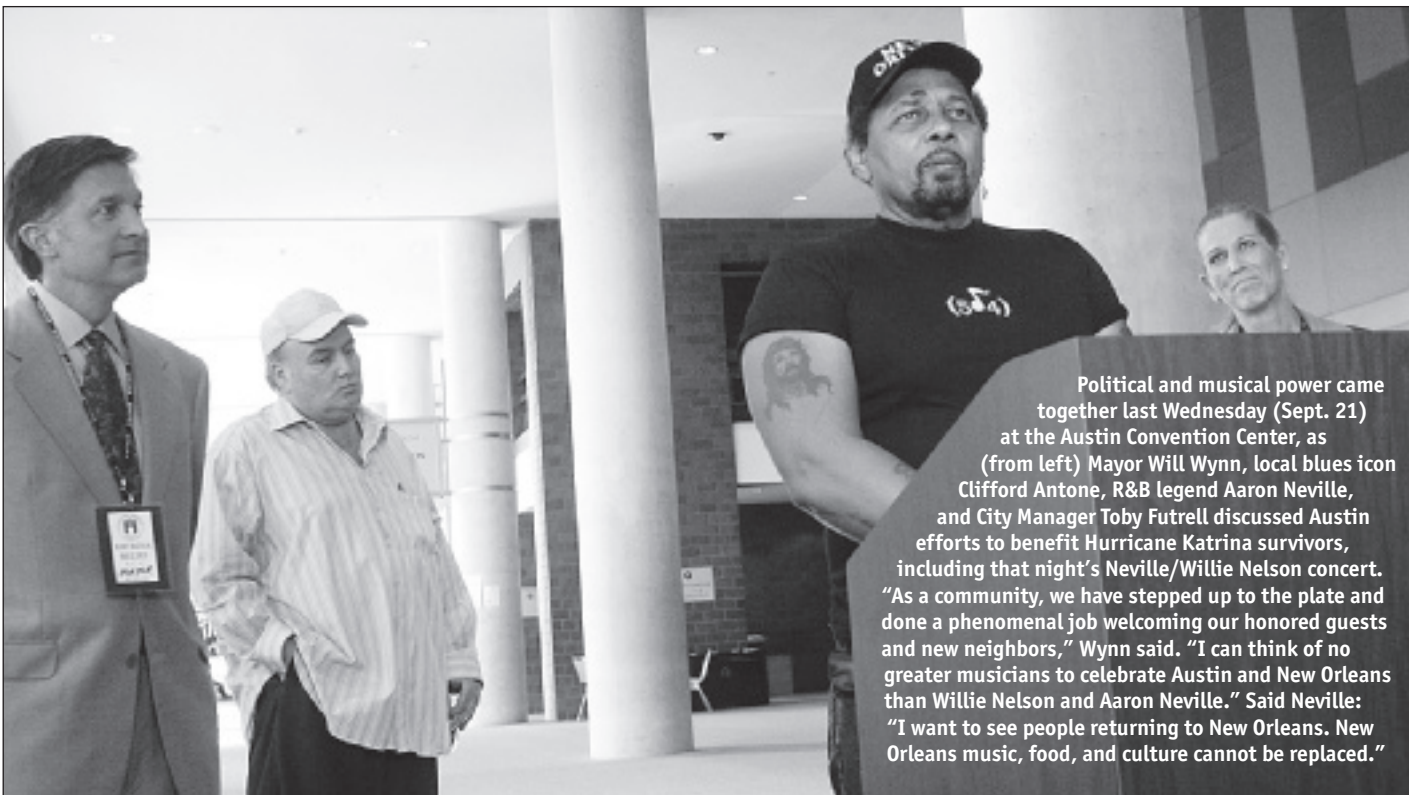 NEW
ORL
(504)
Political and musical power came
together last Wednesday (Sept. 21)
at the Austin Convention Center, as
(from left) Mayor Will Wynn, local blues icon
Clifford Antone, R&B legend Aaron Neville,
and City Manager Toby Futrell discussed Austin
efforts to benefit Hurricane Katrina survivors,
including that night’s Neville/Willie Nelson concert.
“As a community, we have stepped up to the plate and
done a phenomenal job welcoming our honored guests
and new neighbors,” Wynn said. “I can think of no
greater musicians to celebrate Austin and New Orleans
than Willie Nelson and Aaron Neville.” Said Neville:
“I want to see people returning to New Orleans. New
Orleans music, food, and culture cannot be replaced.”